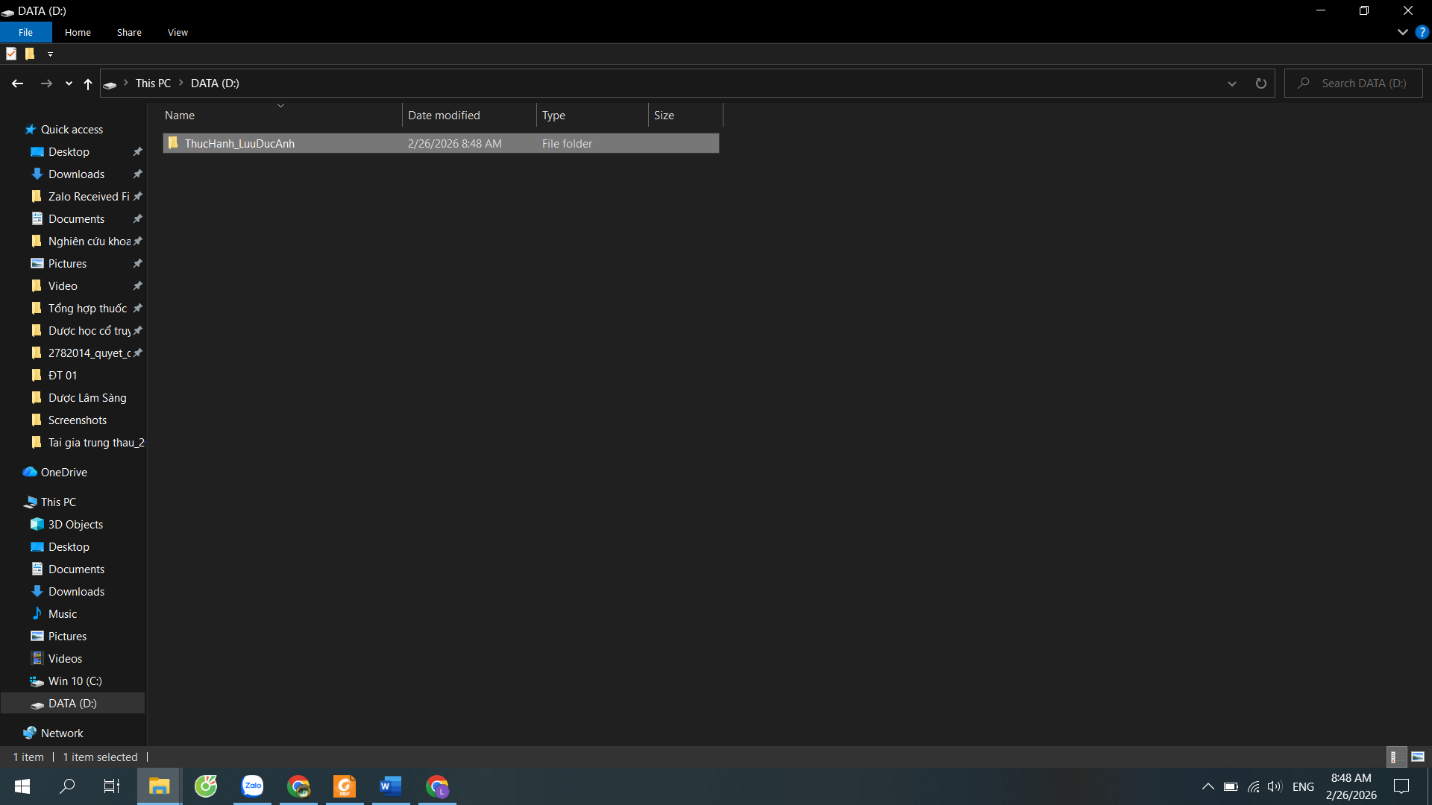 DATA (D:)
File Home Share View
This PC > DATA (D:)
Search DATA (D:)
Name Date modified Type Size
ThucHanh_LuuDucAnh 2/26/2026 8:48 AM File folder
Quick access
Desktop
Downloads
Zalo Received Fi
Documents
Nghiên cứu khoa
Pictures
Video
Tổng hợp thuốc
Dược học cổ truy
2782014_quyet_c
ĐT 01
Dược Lâm Sàng
Screenshots
Tai gia trung thau_2
OneDrive
This PC
3D Objects
Desktop
Documents
Downloads
Music
Pictures
Videos
Win 10 (C:)
DATA (D:)
Network
1 item 1 item selected
Zalo
PDF
W
L
ENG
8:48 AM
2/26/2026